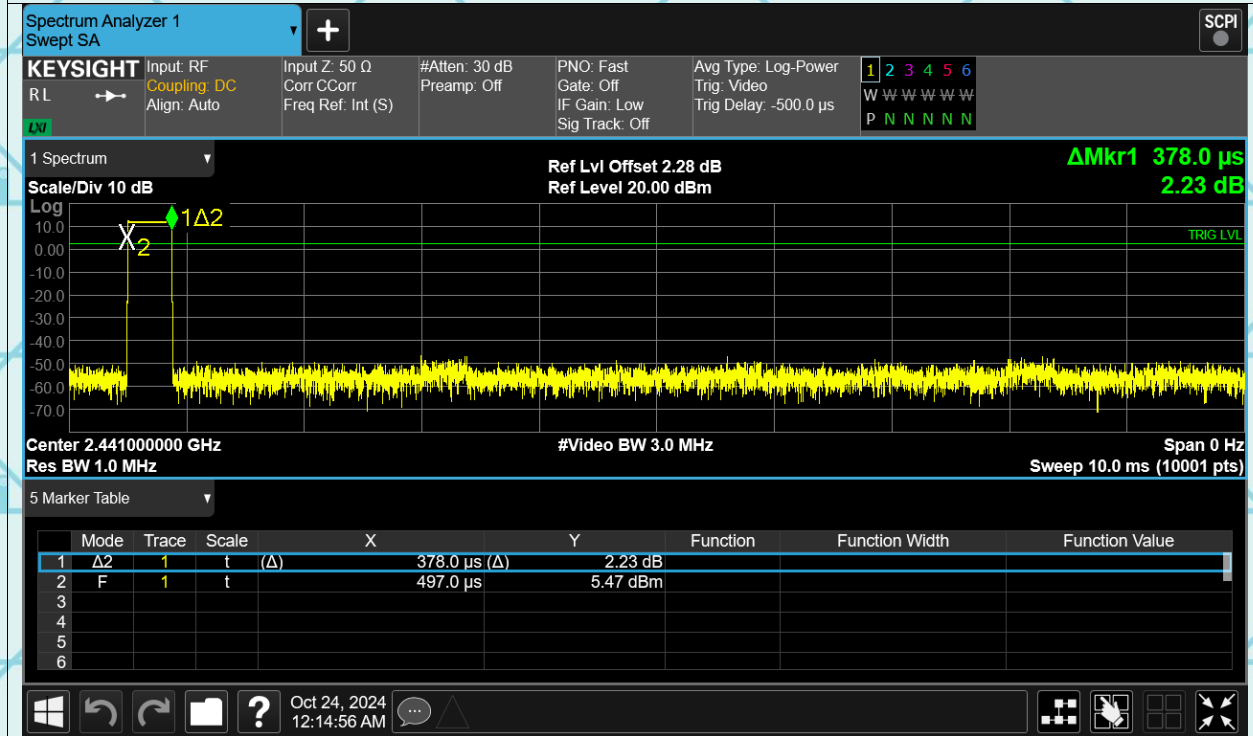 Spectrum Analyzer 1
Swept SA
SCPI
KEYSIGHT
RL
LXI
Input: RF
Coupling: DC
Align: Auto
Input Z: 50 Ω
Corr CCorr
Freq Ref: Int (S)
#Atten: 30 dB
Preamp: Off
PNO: Fast
Gate: Off
IF Gain: Low
Sig Track: Off
Avg Type: Log-Power
Trig: Video
Trig Delay: -500.0 µs
1 2 3 4 5 6
W W W W W W
P N N N N N
1 Spectrum
Scale/Div 10 dB
Ref Lvl Offset 2.28 dB
Ref Level 20.00 dBm
ΔMkr1 378.0 µs
2.23 dB
Log
10.0
0.00
-10.0
-20.0
-30.0
-40.0
-50.0
-60.0
-70.0
1Δ2
X2
TRIG LVL
Center 2.441000000 GHz #Video BW 3.0 MHz Span 0 Hz
Res BW 1.0 MHz Sweep 10.0 ms (10001 pts)
5 Marker Table
Mode Trace Scale X Y Function Function Width Function Value
1 Δ2 1 t (Δ) 378.0 µs (Δ) 2.23 dB
2 F 1 t 497.0 µs 5.47 dBm
3
4
5
6
?
Oct 24, 2024
12:14:56 AM